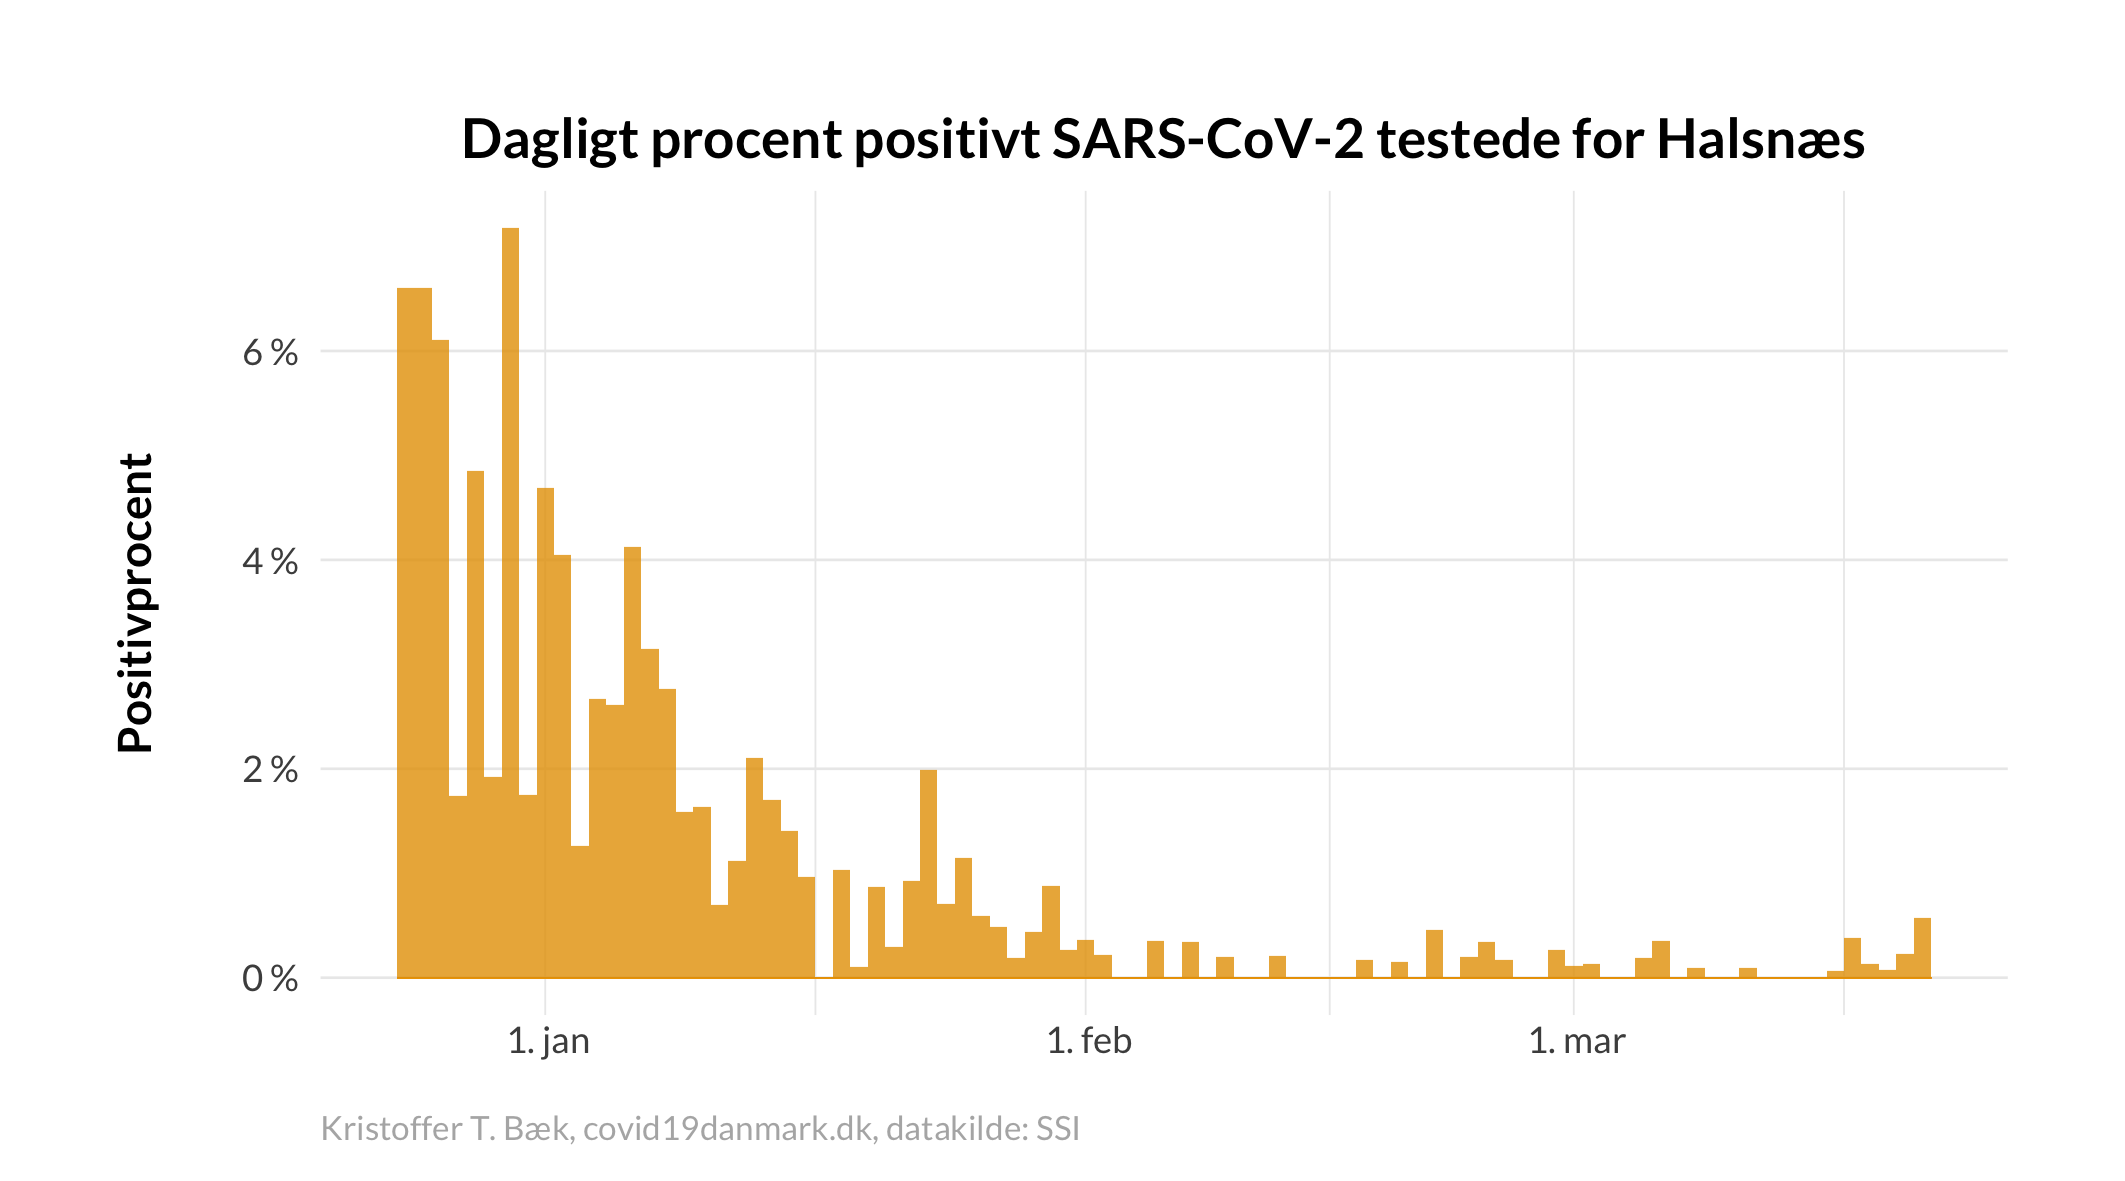 Dagligt procent positivt SARS-CoV-2 testede for Halsnæs
Positivprocent
6 %
4 %
2 %
0 %
1. jan
1. feb
1. mar
Kristoffer T. Bæk, covid19danmark.dk, datakilde: SSI